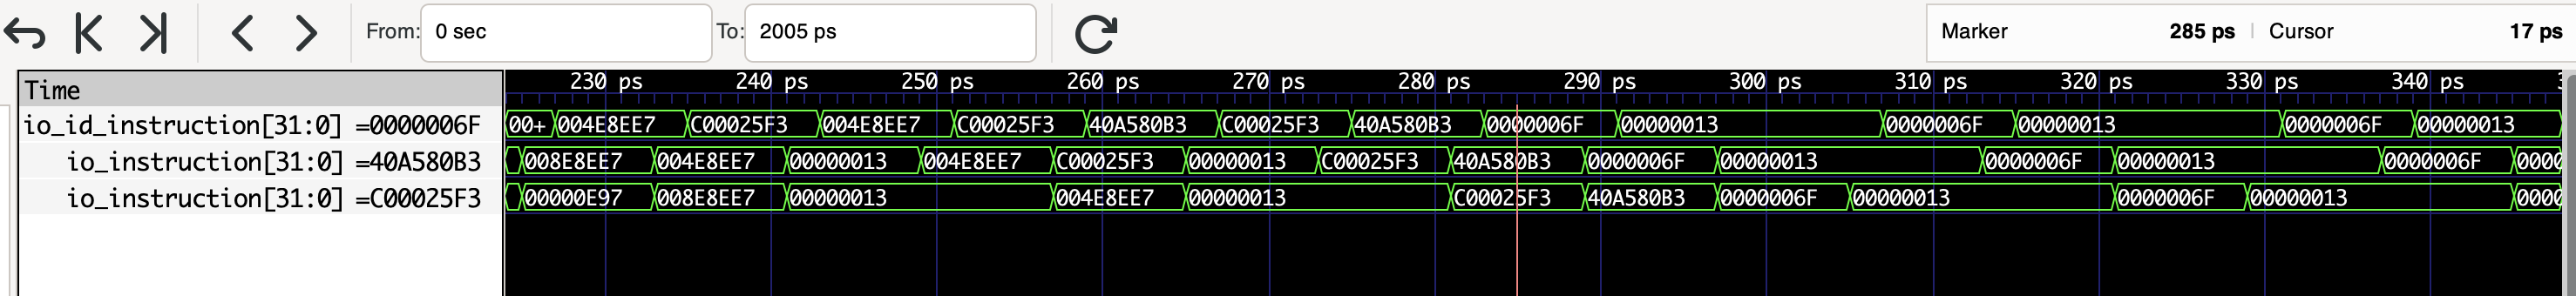 From: 0 sec To: 2005 ps Marker 285 ps Cursor 17 ps
Time 230 ps 240 ps 250 ps 260 ps 270 ps 280 ps 290 ps 300 ps 310 ps 320 ps 330 ps 340 ps 3
io_id_instruction[31:0] =0000006F 00+ 004E8EE7 C00025F3 004E8EE7 C00025F3 40A580B3 C00025F3 40A580B3 0000006F 00000013 0000006F 00000013 0000006F 00000013
io_instruction[31:0] =40A580B3 008E8EE7 004E8EE7 00000013 004E8EE7 C00025F3 00000013 C00025F3 40A580B3 0000006F 00000013 0000006F 00000013 0000006F 0000
io_instruction[31:0] =C00025F3 00000E97 008E8EE7 00000013 004E8EE7 00000013 C00025F3 40A580B3 0000006F 00000013 0000006F 00000013 0000